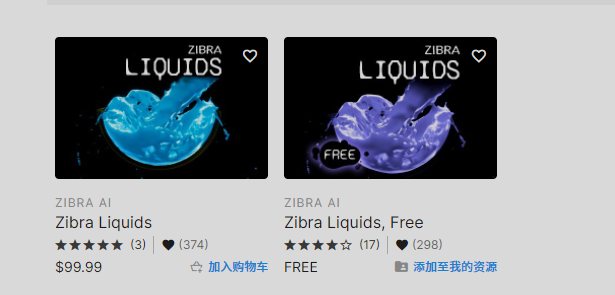 ZIBRA
LIQUIDS
ZIBRA AI
Zibra Liquids
(3) (374)
$99.99 加入购物车
ZIBRA
LIQUIDS
FREE
ZIBRA AI
Zibra Liquids, Free
(17) (298)
FREE 添加至我的资源